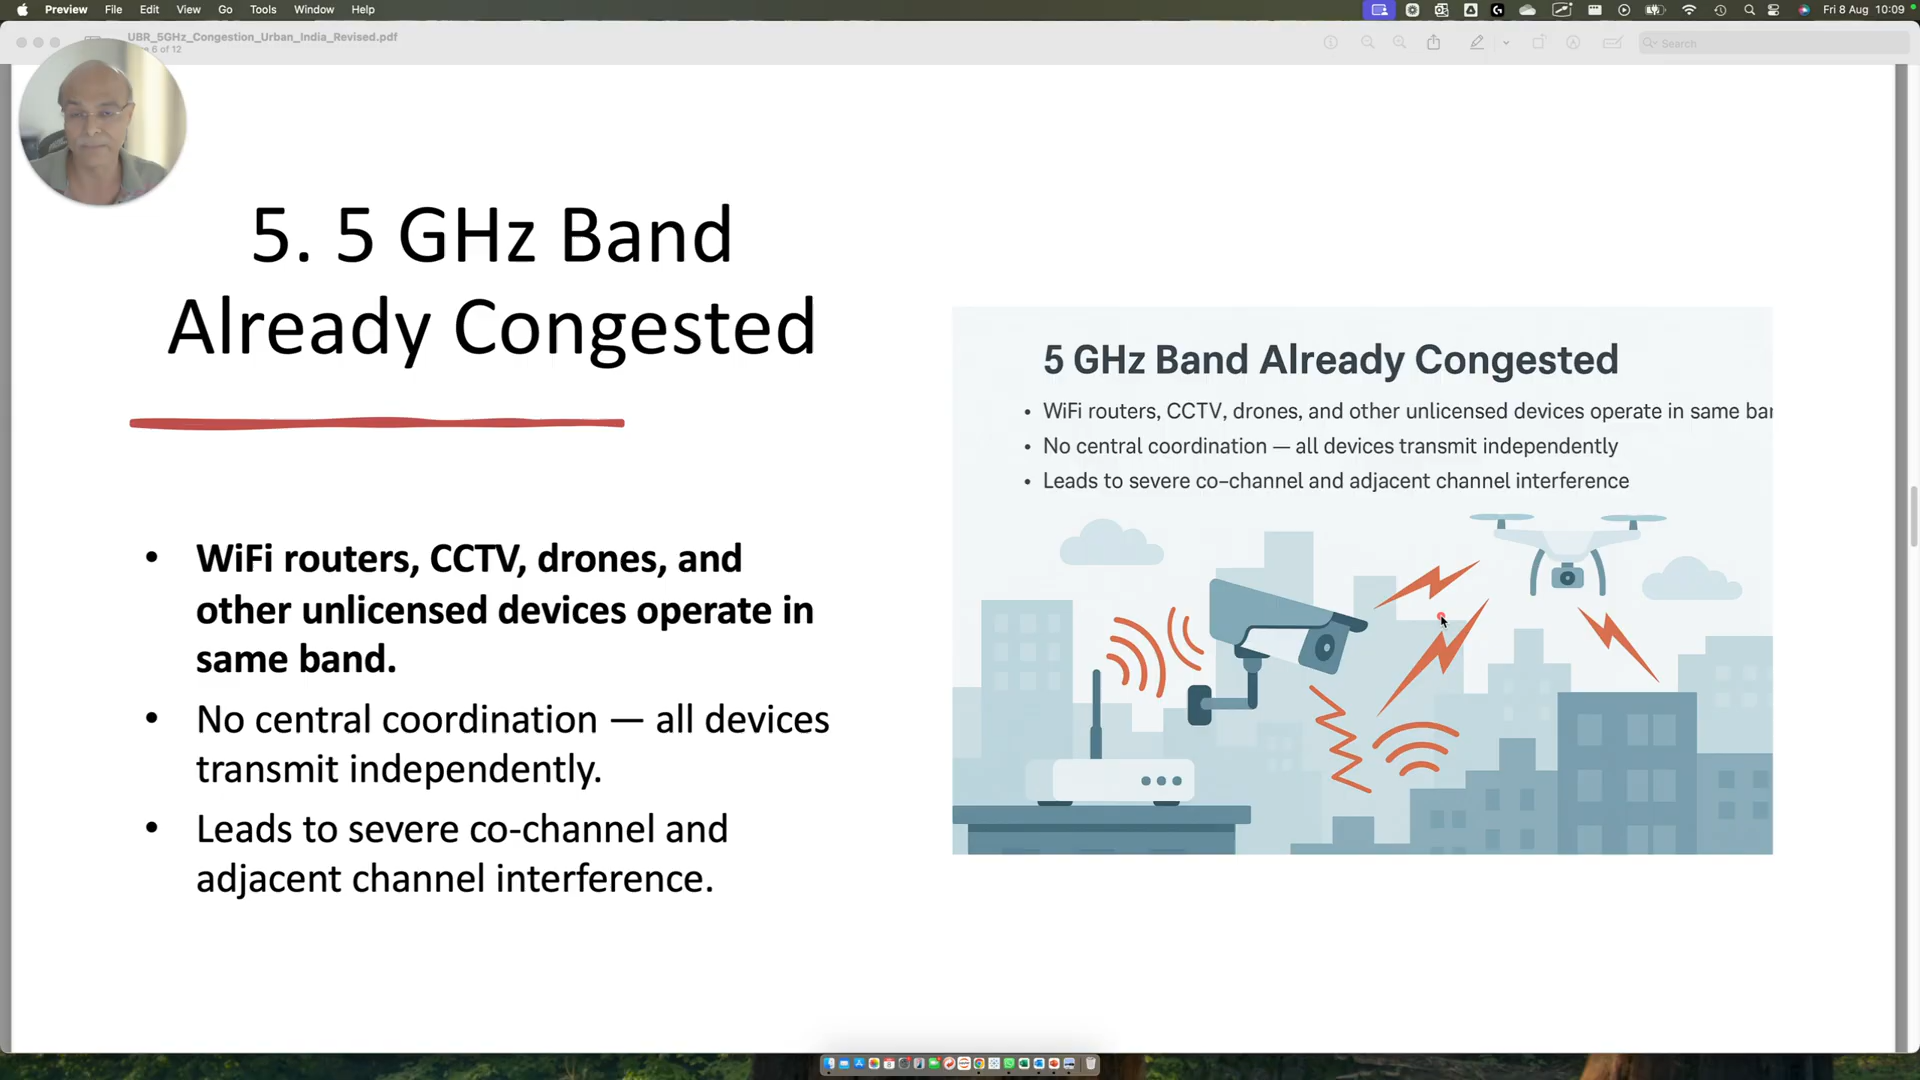 Preview File Edit View Go Tools Window Help
Fri 8 Aug 10:09
UBR_5GHz_Congestion_Urban_India_Revised.pdf
6 of 12
Search
5. 5 GHz Band
Already Congested
• WiFi routers, CCTV, drones, and
other unlicensed devices operate in
same band.
• No central coordination — all devices
transmit independently.
• Leads to severe co-channel and
adjacent channel interference.
5 GHz Band Already Congested
• WiFi routers, CCTV, drones, and other unlicensed devices operate in same
• No central coordination — all devices transmit independently
• Leads to severe co-channel and adjacent channel interference